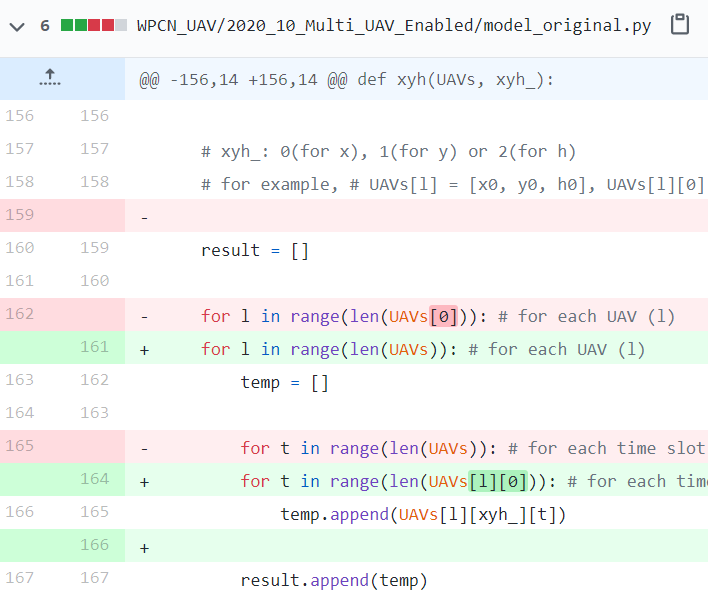 6 WPCN_UAV/2020_10_Multi_UAV_Enabled/model_original.py
@@ -156,14 +156,14 @@ def xyh(UAVs, xyh_):
156 156
157 157 # xyh_: 0(for x), 1(for y) or 2(for h)
158 158 # for example, # UAVs[l] = [x0, y0, h0], UAVs[l][0]
159 -
160 159 result = []
161 160
162 - for l in range(len(UAVs[0])): # for each UAV (l)
161 + for l in range(len(UAVs)): # for each UAV (l)
163 162 temp = []
164 163
165 - for t in range(len(UAVs)): # for each time slot
164 + for t in range(len(UAVs[l][0])): # for each time
166 165 temp.append(UAVs[l][xyh_][t])
166 +
167 167 result.append(temp)